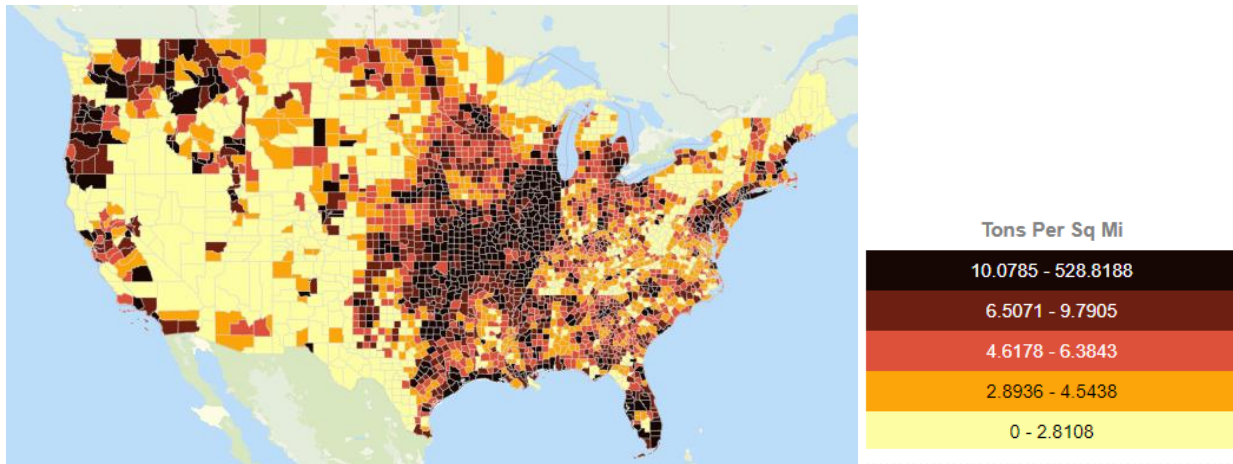 Tons Per Sq Mi
10.0785 - 528.8188
6.5071 - 9.7905
4.6178 - 6.3843
2.8936 - 4.5438
0 - 2.8108